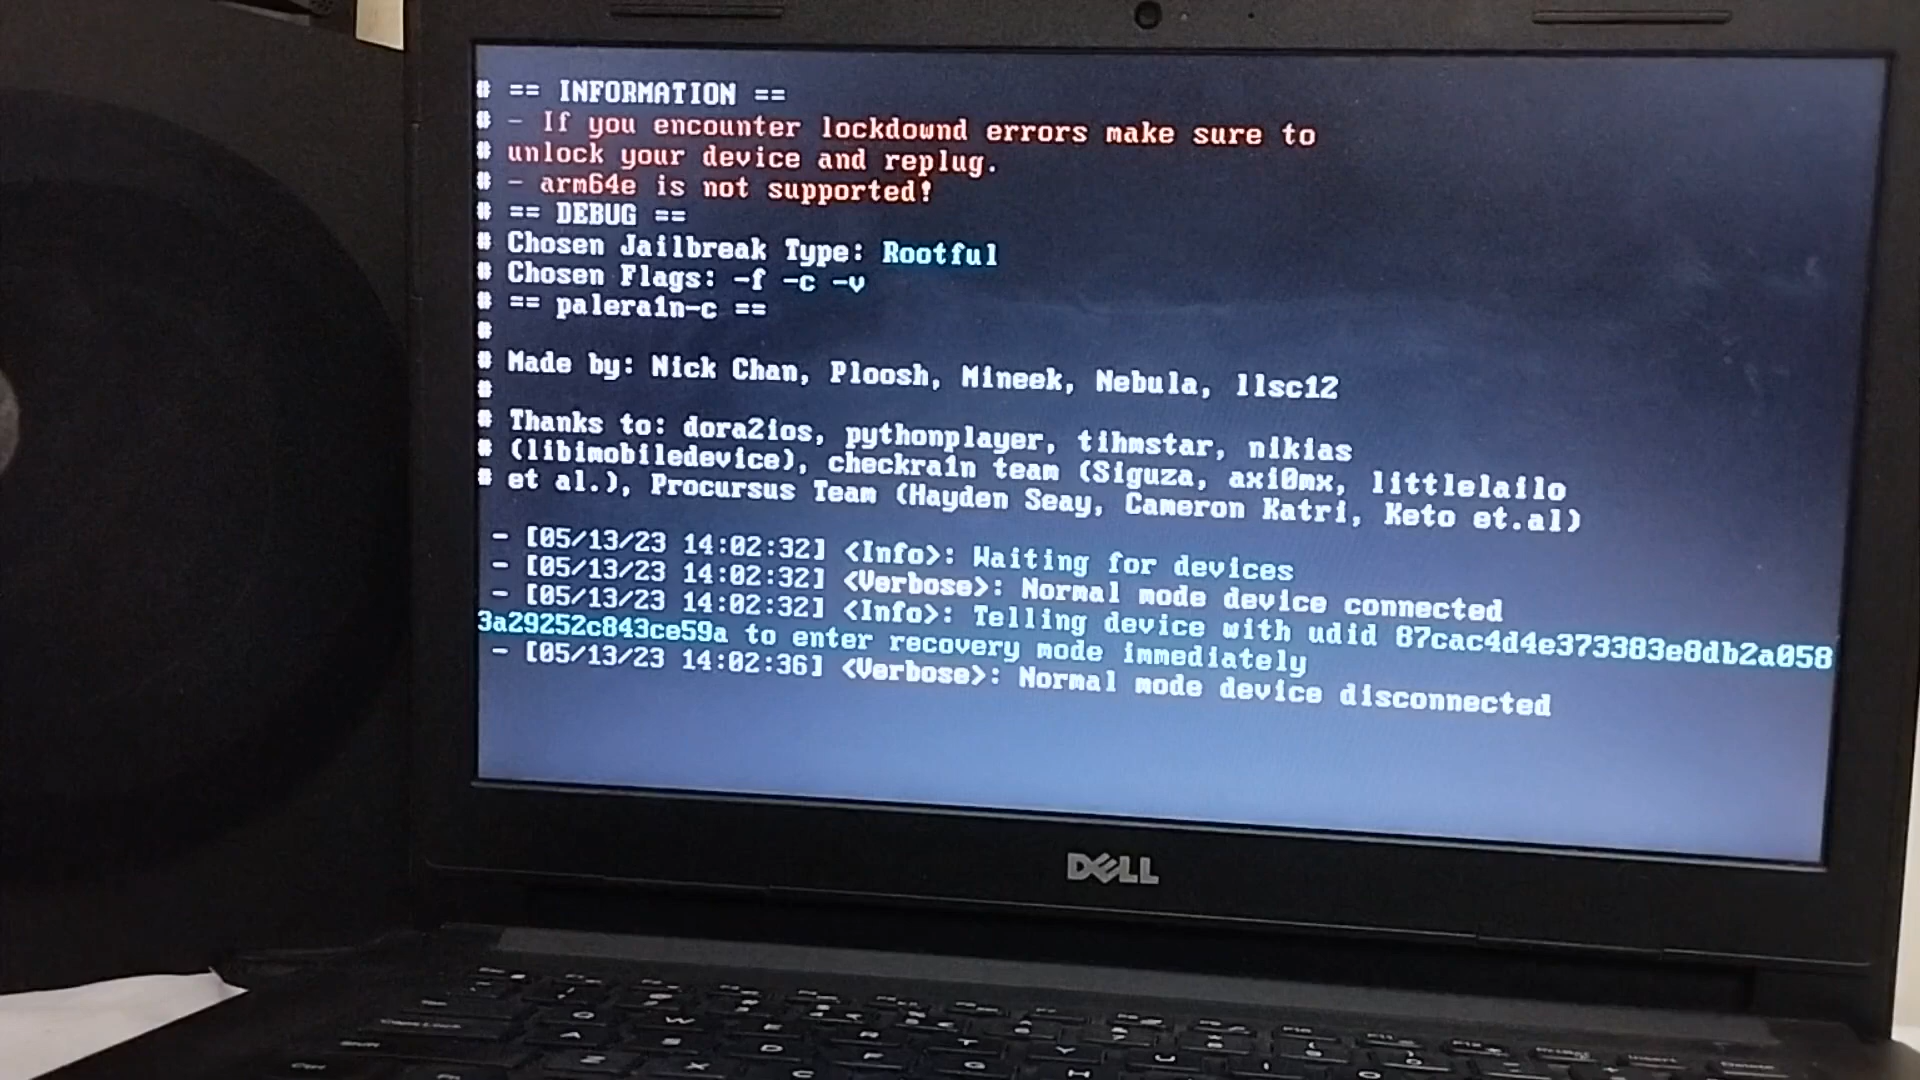 # == INFORMATION ==
# - If you encounter lockdownd errors make sure to
# unlock your device and replug.
# - arm64e is not supported!
# == DEBUG ==
# Chosen Jailbreak Type: Rootful
# Chosen Flags: -f -c -v
# == palera1n-c ==
#
# Made by: Nick Chan, Ploosh, Mineek, Nebula, llsc12
#
# Thanks to: dora2ios, pythonplayer, tihmstar, nikias
# (libimobiledevice), checkra1n team (Siguza, axi0mx, littlelailo
# et al.), Procursus Team (Hayden Seay, Cameron Katri, Keto et.al)
- [05/13/23 14:02:32] <Info>: Waiting for devices
- [05/13/23 14:02:32] <Verbose>: Normal mode device connected
- [05/13/23 14:02:32] <Info>: Telling device with udid 87cac4d4e373383e8db2a058
3a29252c843ce59a to enter recovery mode immediately
- [05/13/23 14:02:36] <Verbose>: Normal mode device disconnected
DELL
Q W E R T Y U I O
A S D F G H
Z X C